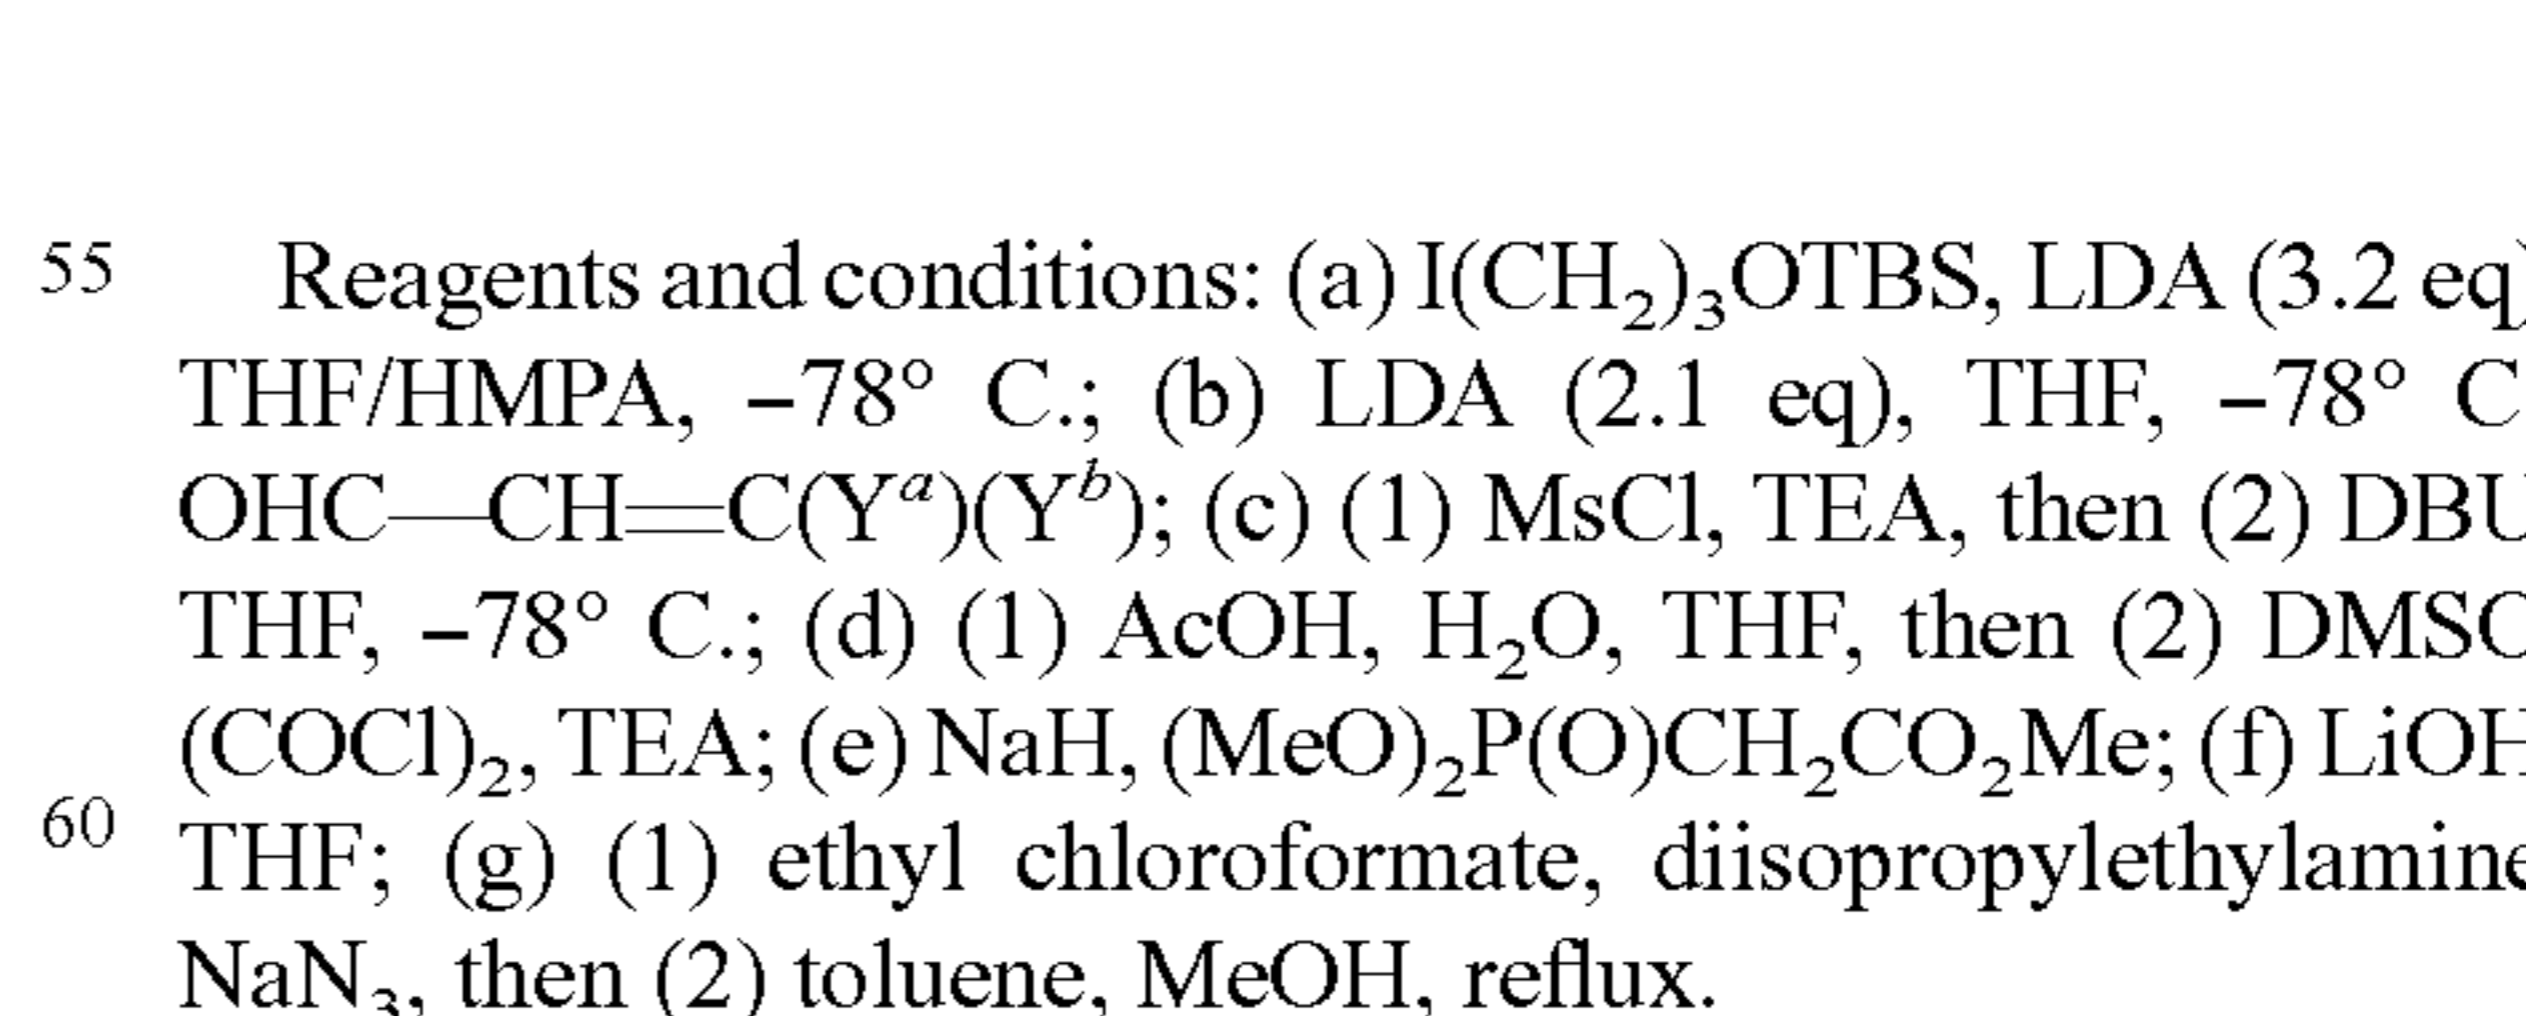 55 Reagents and conditions: (a) I(CH₂)₃OTBS, LDA (3.2 eq)
THF/HMPA, –78° C.; (b) LDA (2.1 eq), THF, –78° C
OHC—CH=C(Yᵃ)(Yᵇ); (c) (1) MsCl, TEA, then (2) DBU
THF, –78° C.; (d) (1) AcOH, H₂O, THF, then (2) DMSO
(COCl)₂, TEA; (e) NaH, (MeO)₂P(O)CH₂CO₂Me; (f) LiOH
60 THF; (g) (1) ethyl chloroformate, diisopropylethylamine
NaN₃, then (2) toluene, MeOH, reflux.